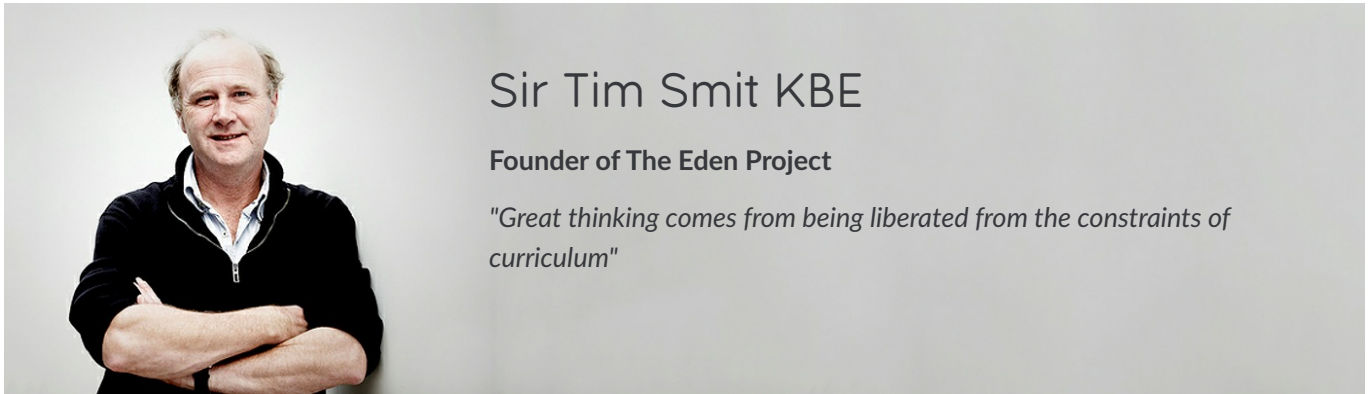 Sir Tim Smit KBE
Founder of The Eden Project
"Great thinking comes from being liberated from the constraints of
curriculum"